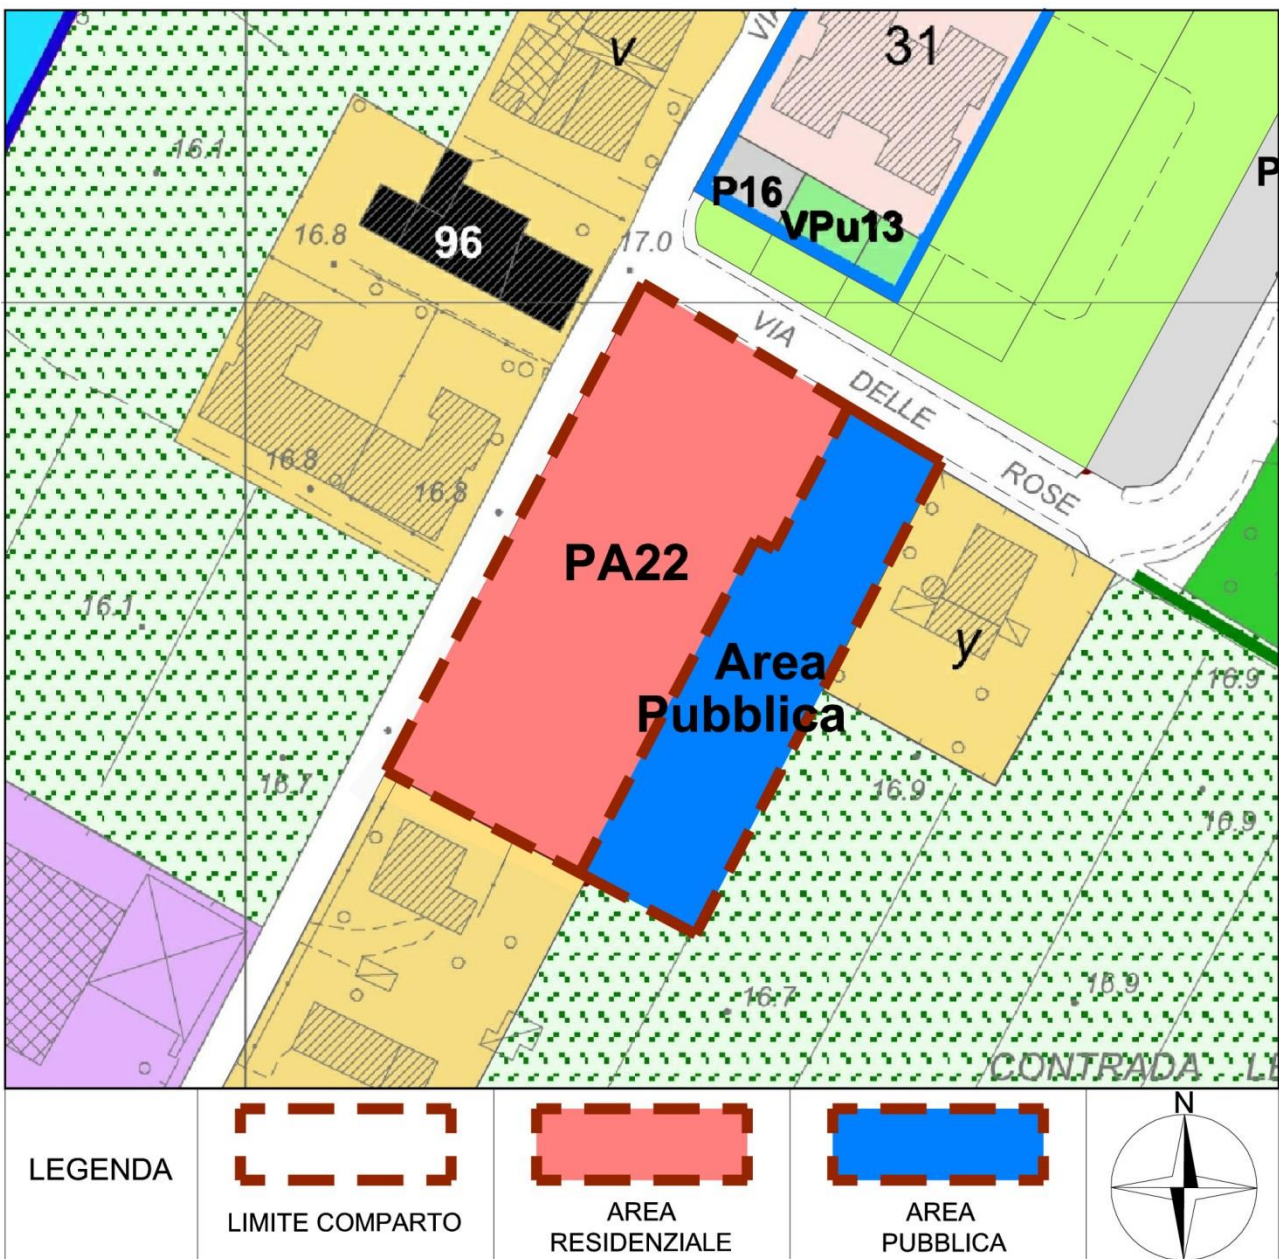 v
VIA
31
P
16.1
P16
VPu13
16.8
96
17.0
VIA
DELLE
ROSE
16.8
16.8
PA22
16.1
Area
Pubblica
y
16.9
16.7
16.9
16.9
16.7
16.9
CONTRADA LE
LEGENDA
LIMITE COMPARTO
AREA
RESIDENZIALE
AREA
PUBBLICA
N